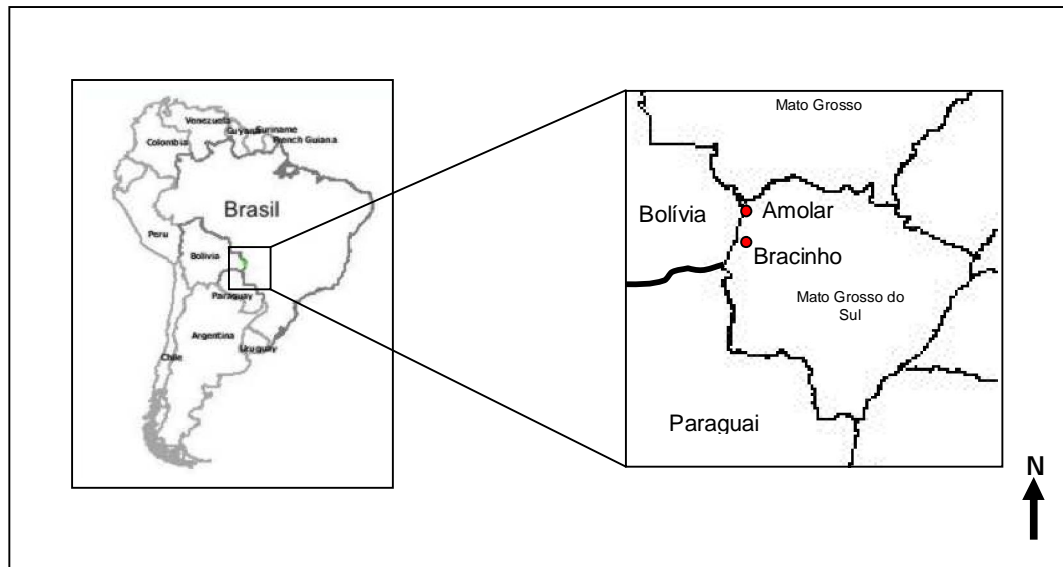 Venezuela
Guyana
Suriname
French Guiana
Colombia
Brasil
Peru
Bolivia
Paraguay
Argentina
Uruguay
Chile
Mato Grosso
Bolívia
Amolar
Bracinho
Mato Grosso do
Sul
Paraguai
N